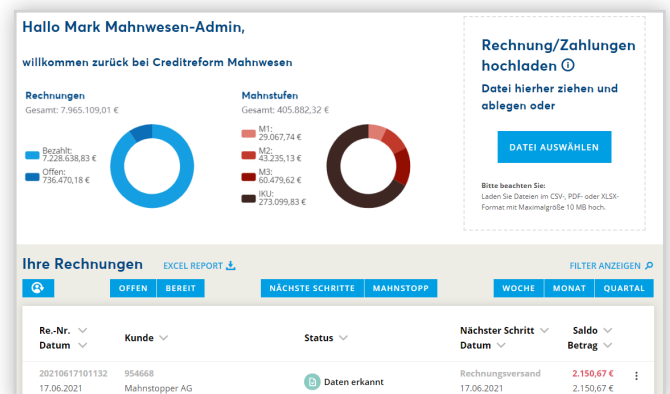 Hallo Mark Mahnwesen-Admin,
willkommen zurück bei Creditreform Mahnwesen
Rechnungen
Gesamt: 7.965.109,01 €
Bezahlt:
7.228.638,83 €
Offen:
736.470,18 €
Mahnstufen
Gesamt: 405.882,32 €
M1:
29.067,74 €
M2:
43.235,13 €
M3:
60.479,62 €
IKU:
273.099,83 €
Rechnung/Zahlungen
hochladen
Datei hierher ziehen und
ablegen oder
DATEI AUSWÄHLEN
Bitte beachten Sie:
Laden Sie Dateien im CSV-, PDF- oder XLSX-
Format mit Maximalgröße 10 MB hoch.
Ihre Rechnungen EXCEL REPORT FILTER ANZEIGEN
OFFEN BEREIT NÄCHSTE SCHRITTE MAHNSTOPP WOCHE MONAT QUARTAL
Re.-Nr. Nächster Schritt Saldo
Kunde Status
Datum Datum Betrag
20210617101132 954668 Rechnungsversand 2.150,67 €
Daten erkannt
17.06.2021 Mahnstopper AG 17.06.2021 2.150,67 €